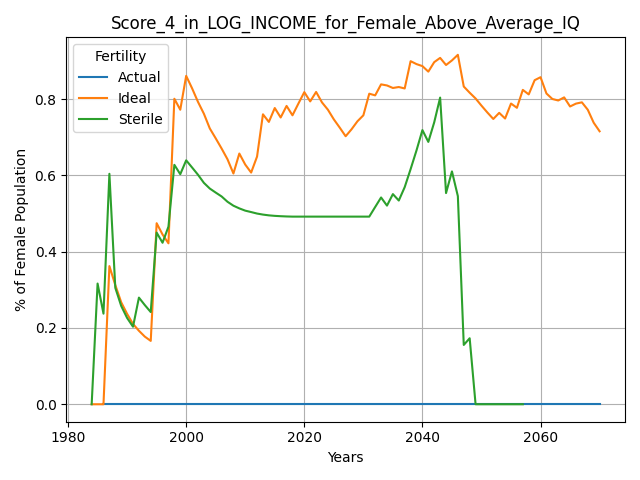 Score_4_in_LOG_INCOME_for_Female_Above_Average_IQ
Fertility
Actual
Ideal
Sterile
% of Female Population
0.8
0.6
0.4
0.2
0.0
1980
2000
2020
2040
2060
Years